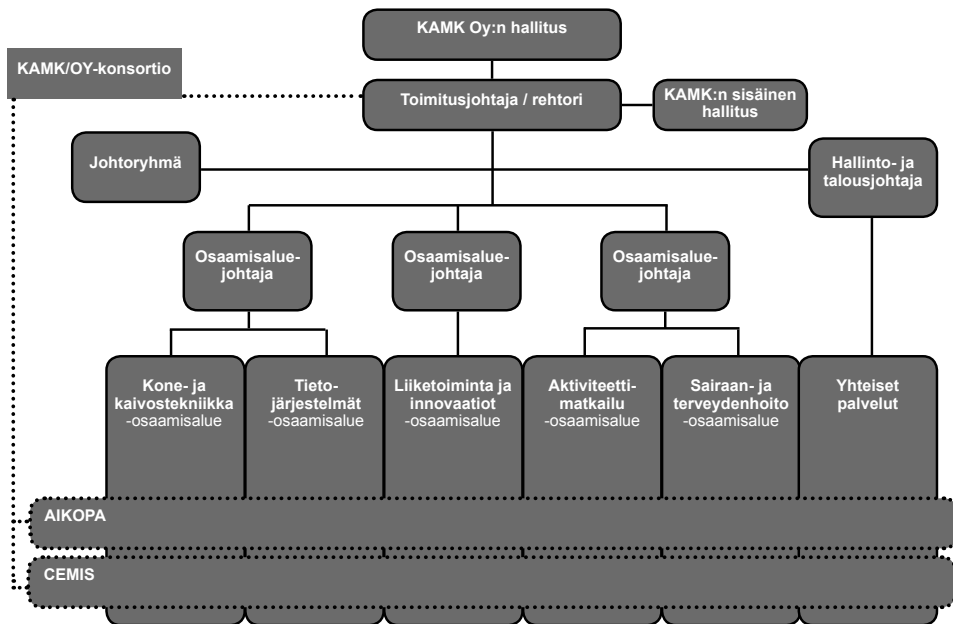 KAMK Oy:n hallitus
KAMK/OY-konsortio
Toimitusjohtaja / rehtori
KAMK:n sisäinen
hallitus
Johtoryhmä
Hallinto- ja
talousjohtaja
Osaamisalue-
johtaja
Osaamisalue-
johtaja
Osaamisalue-
johtaja
Kone- ja
kaivostekniikka
-osaamisalue
Tieto-
järjestelmät
-osaamisalue
Liiketoiminta ja
innovaatiot
-osaamisalue
Aktiviteetti-
matkailu
-osaamisalue
Sairaan- ja
terveydenhoito
-osaamisalue
Yhteiset
palvelut
AIKOPA
CEMIS